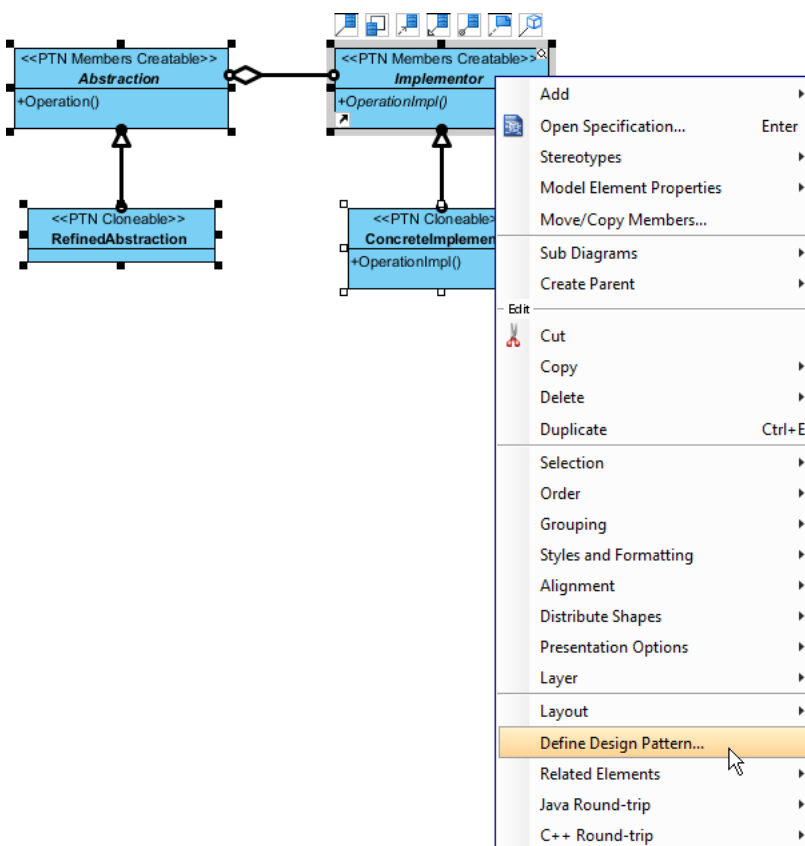 <<PTN Members Creatable>>
Abstraction
+Operation()
<<PTN Members Creatable>>
Implementor
+OperationImpl()
<<PTN Cloneable>>
RefinedAbstraction
<<PTN Cloneable>
ConcreteImplemen
+OperationImpl()
Add
Open Specification... Enter
Stereotypes
Model Element Properties
Move/Copy Members...
Sub Diagrams
Create Parent
Edit
Cut
Copy
Delete
Duplicate Ctrl+E
Selection
Order
Grouping
Styles and Formatting
Alignment
Distribute Shapes
Presentation Options
Layer
Layout
Define Design Pattern...
Related Elements
Java Round-trip
C++ Round-trip